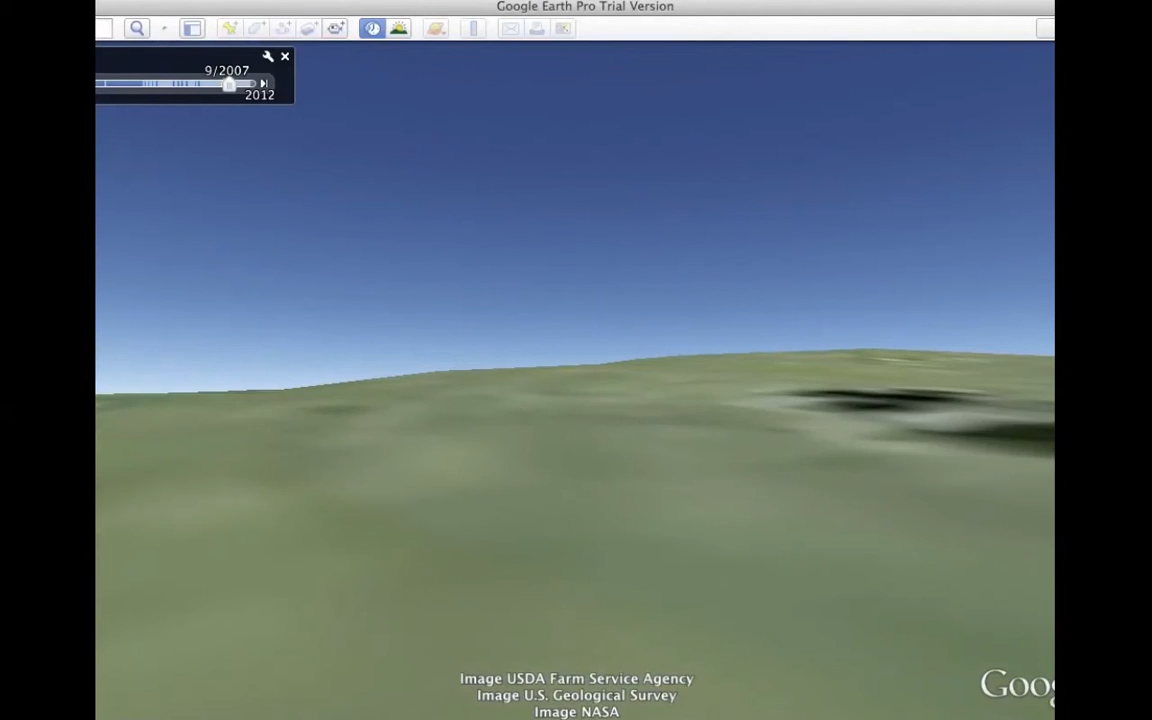 Google Earth Pro Trial Version
9/2007
2012
Image USDA Farm Service Agency
Image U.S. Geological Survey
Image NASA
Goog